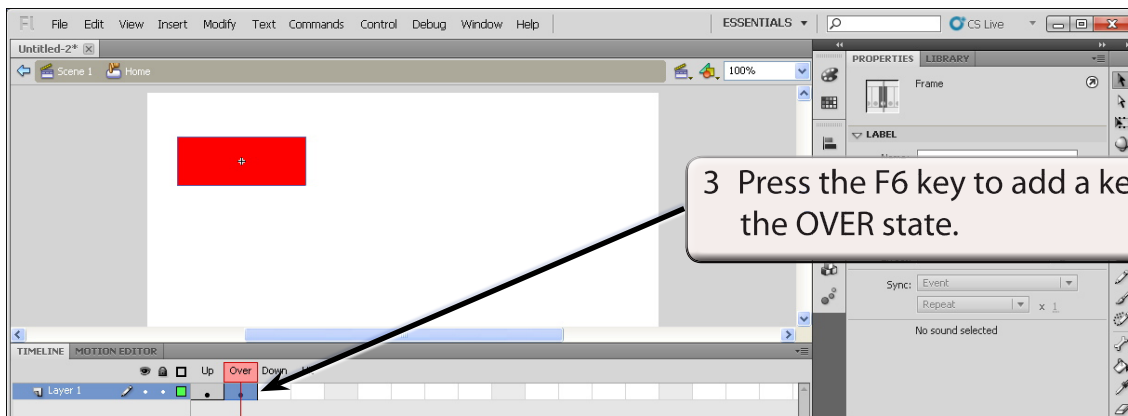 Fl File Edit View Insert Modify Text Commands Control Debug Window Help ESSENTIALS CS Live
Untitled-2*
PROPERTIES LIBRARY
Scene 1 Home 100%
Frame
LABEL
3 Press the F6 key to add a ke
the OVER state.
Sync: Event
Repeat x 1
No sound selected
TIMELINE MOTION EDITOR
Up Over Down
Layer 1